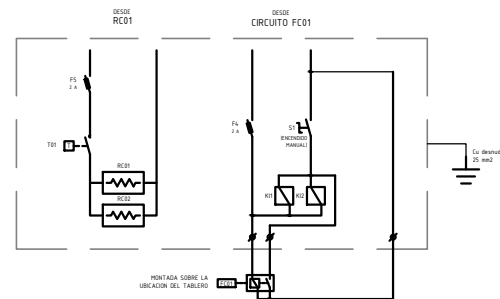 DESDE
RC01
DESDE
CIRCUITO FC01
F5
2 A
T01
T
RC01
RC02
F4
2 A
S1
(ENCENDIDO
MANUAL)
KI1
KI2
Cu desnudo
25 mm2
MONTADA SOBRE LA
UBICACION DEL TABLERO
FC01